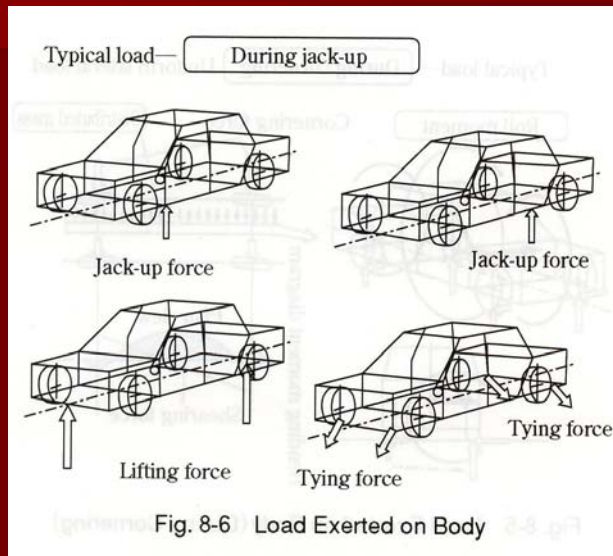 Typical load— During jack-up
Jack-up force
Jack-up force
Lifting force
Tying force
Tying force
Fig. 8-6 Load Exerted on Body